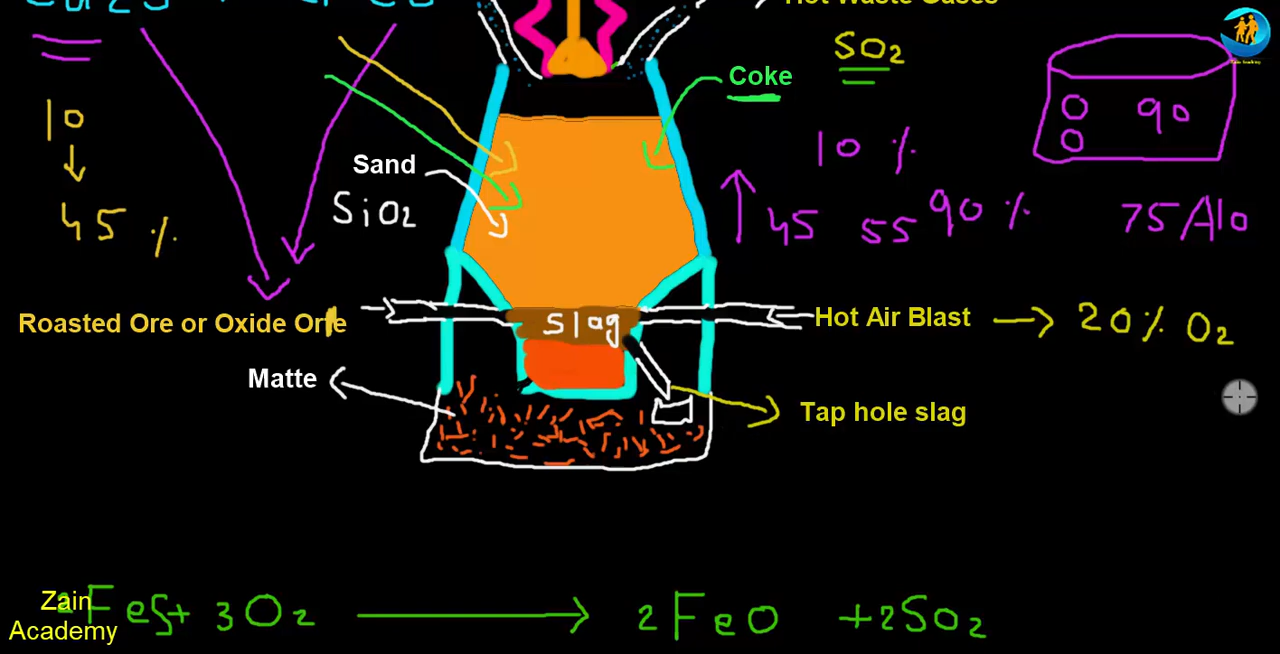 Hot Waste Gases
SO2
Coke
10
90
10 %
Sand
SiO2
45 %
45 55 90 %
75 Alo
Roasted Ore or Oxide Ore
Slag
Hot Air Blast
20% O2
Matte
Tap hole slag
2FeS+ 3O2 2FeO +2SO2
Zain
Academy